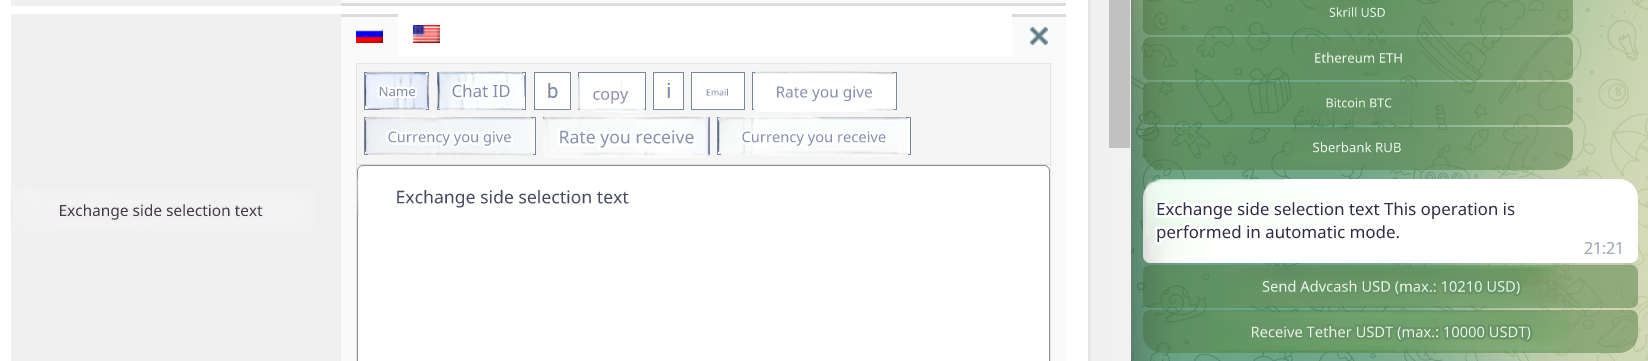 Name
Chat ID
b
copy
i
Email
Rate you give
Currency you give
Rate you receive
Currency you receive
Exchange side selection text
Exchange side selection text
Skrill USD
Ethereum ETH
Bitcoin BTC
Sberbank RUB
Exchange side selection text This operation is
performed in automatic mode.
21:21
Send Advcash USD (max.: 10210 USD)
Receive Tether USDT (max.: 10000 USDT)